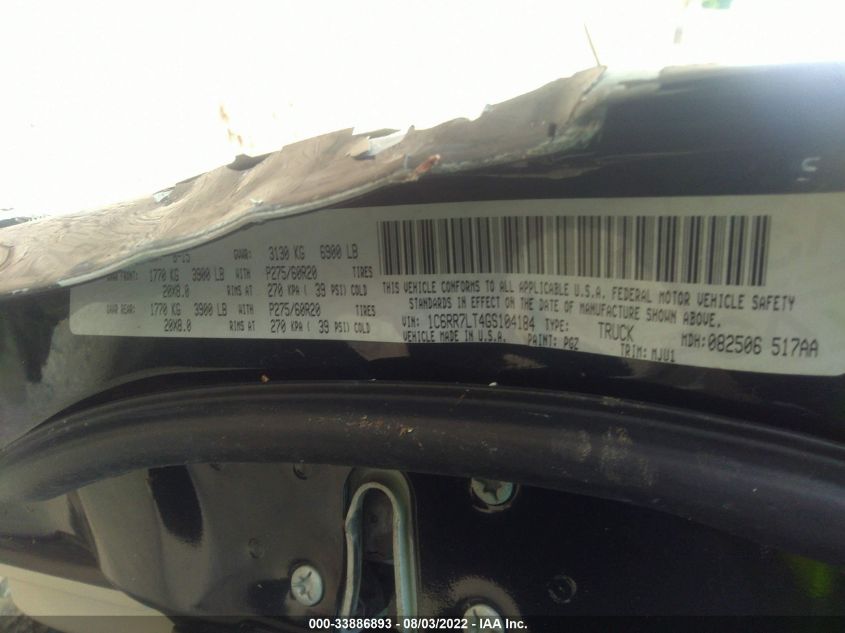 8-15 GVWR: 3130 KG 6900 LB
GAWR FRONT: 1770 KG 3900 LB WITH P275/60R20 TIRES
20X8.0 RIMS AT 270 KPA ( 39 PSI) COLD
GAWR REAR: 1770 KG 3900 LB WITH P275/60R20 TIRES
20X8.0 RIMS AT 270 KPA ( 39 PSI) COLD
THIS VEHICLE CONFORMS TO ALL APPLICABLE U.S.A. FEDERAL MOTOR VEHICLE SAFETY
STANDARDS IN EFFECT ON THE DATE OF MANUFACTURE SHOWN ABOVE.
VIN: 1C6RR7LT4GS104184 TYPE: TRUCK MDH:082506 517AA
VEHICLE MADE IN U.S.A. PAINT: PGZ TRIM: MJU1
000-33886893 - 08/03/2022 - IAA Inc.